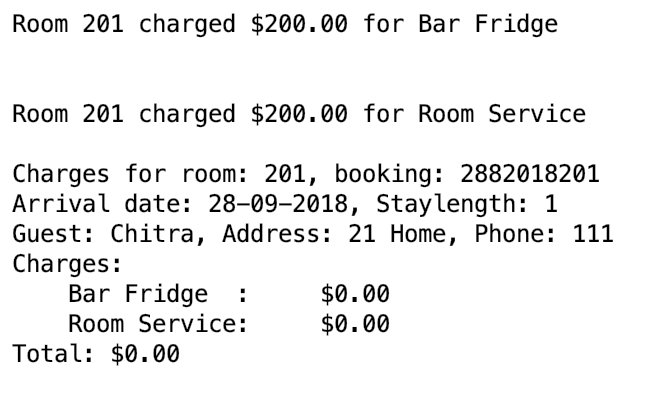 Room 201 charged $200.00 for Bar Fridge
Room 201 charged $200.00 for Room Service
Charges for room: 201, booking: 2882018201
Arrival date: 28-09-2018, Staylength: 1
Guest: Chitra, Address: 21 Home, Phone: 111
Charges:
    Bar Fridge  :     $0.00
    Room Service:     $0.00
Total: $0.00